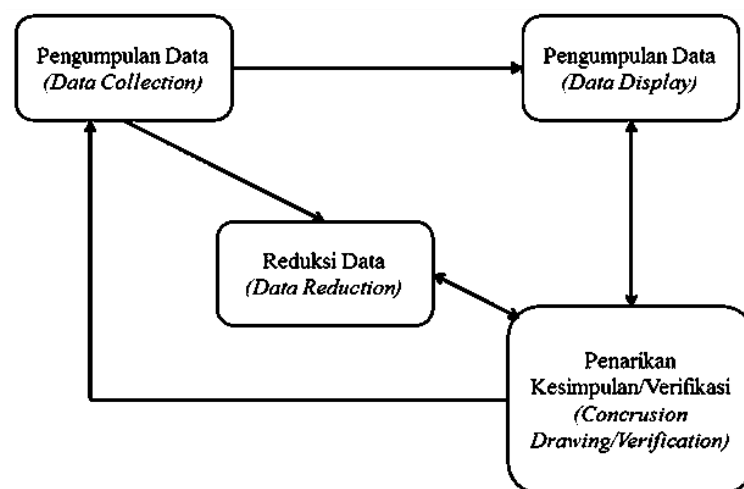 Pengumpulan Data
(Data Collection)
Pengumpulan Data
(Data Display)
Reduksi Data
(Data Reduction)
Penarikan
Kesimpulan/Verifikasi
(Concrusion
Drawing/Verification)